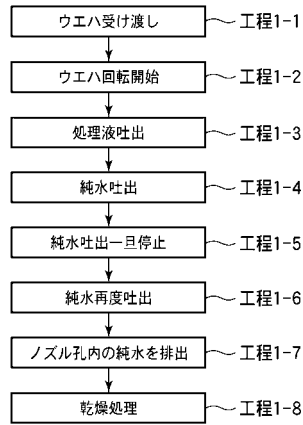 ウエハ受け渡し 工程1-1
ウエハ回転開始 工程1-2
処理液吐出 工程1-3
純水吐出 工程1-4
純水吐出一旦停止 工程1-5
純水再度吐出 工程1-6
ノズル孔内の純水を排出 工程1-7
乾燥処理 工程1-8